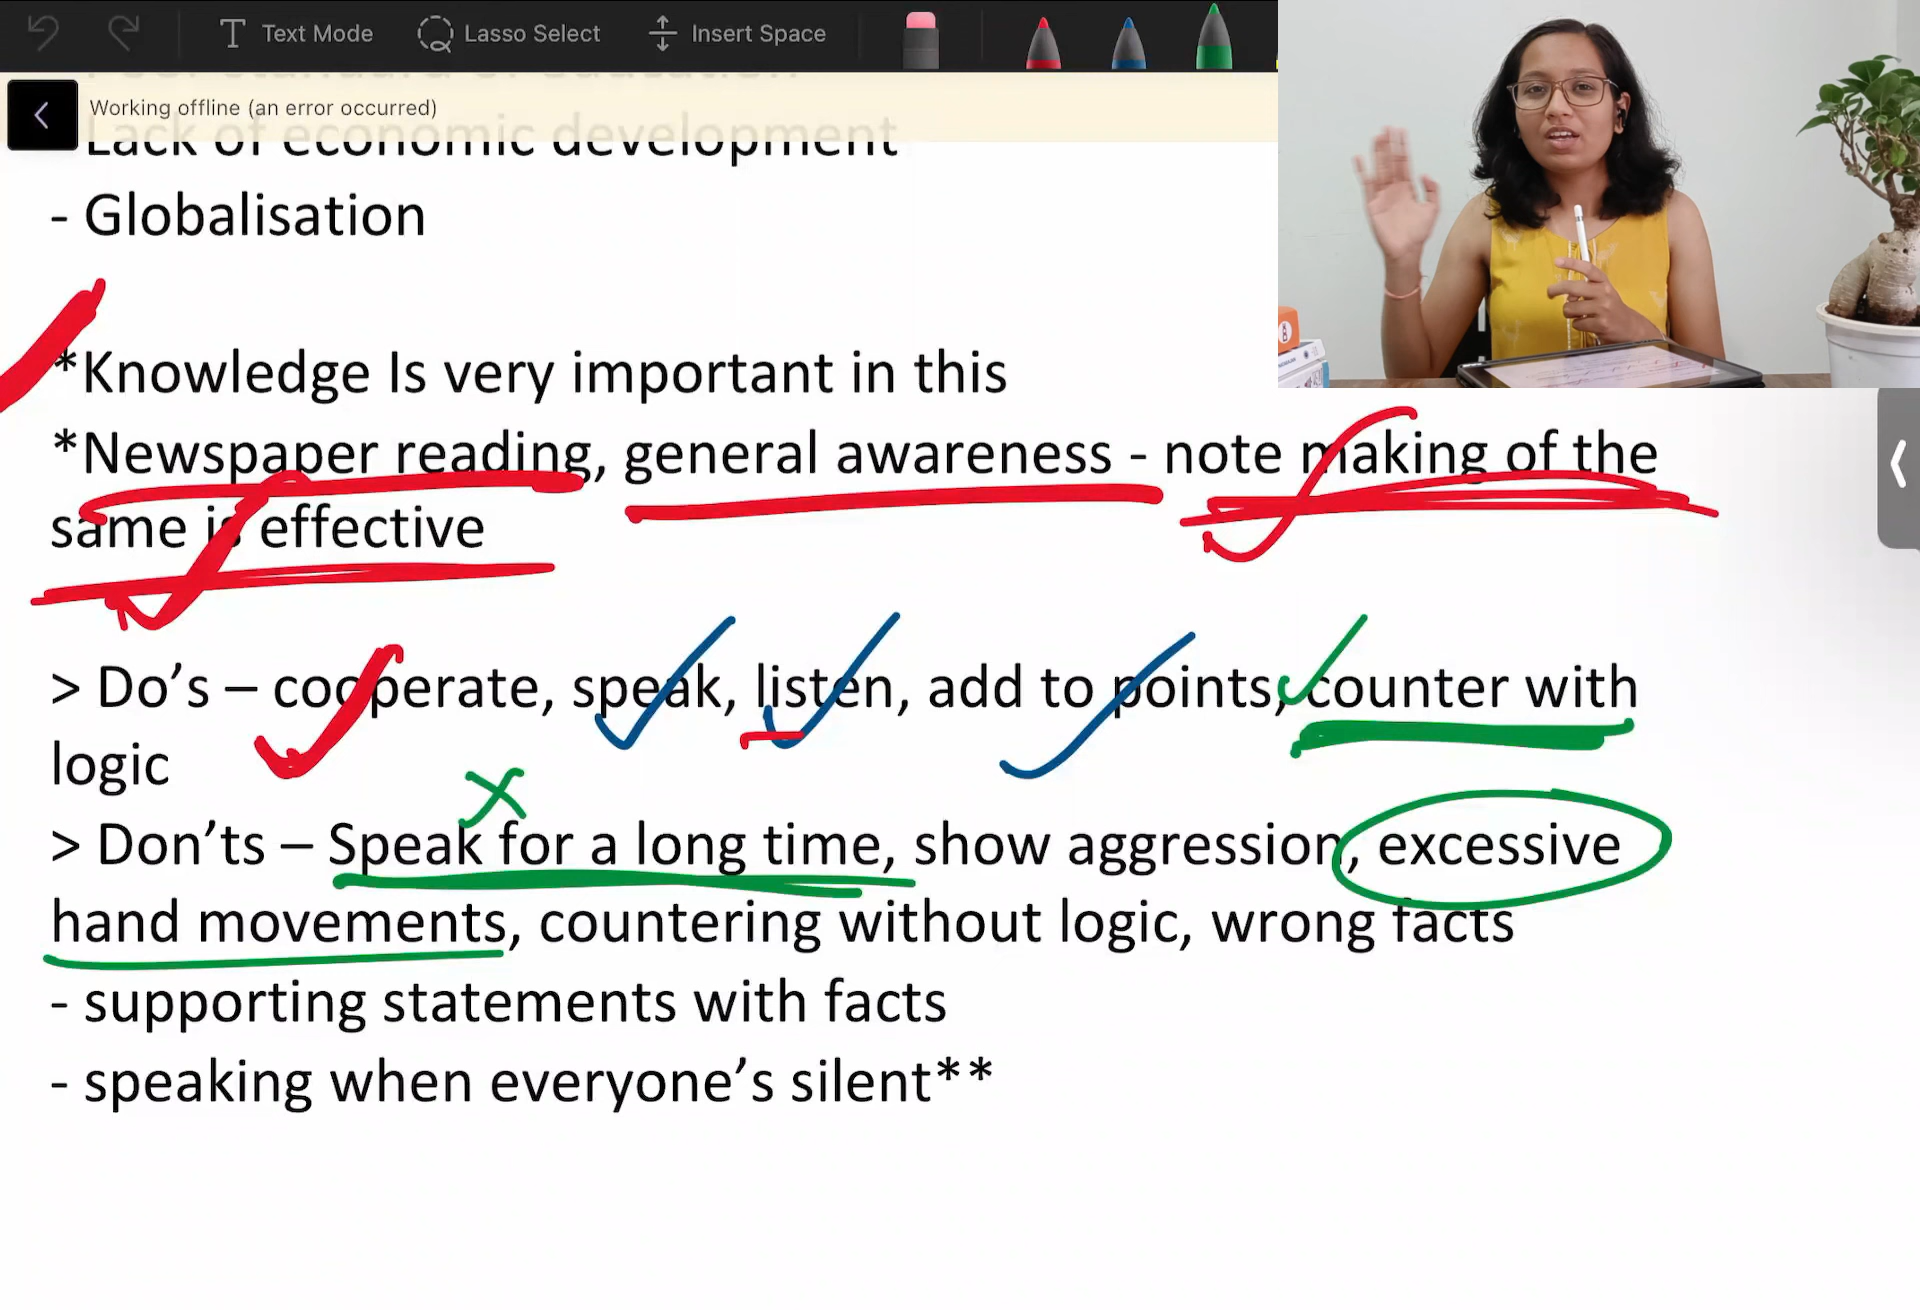 Text Mode Lasso Select Insert Space
Working offline (an error occurred)
Lack of economic development
- Globalisation
*Knowledge Is very important in this
*Newspaper reading, general awareness - note making of the
same is effective
> Do’s – cooperate, speak, listen, add to points, counter with
logic
> Don’ts – Speak for a long time, show aggression, excessive
hand movements, countering without logic, wrong facts
- supporting statements with facts
- speaking when everyone’s silent**